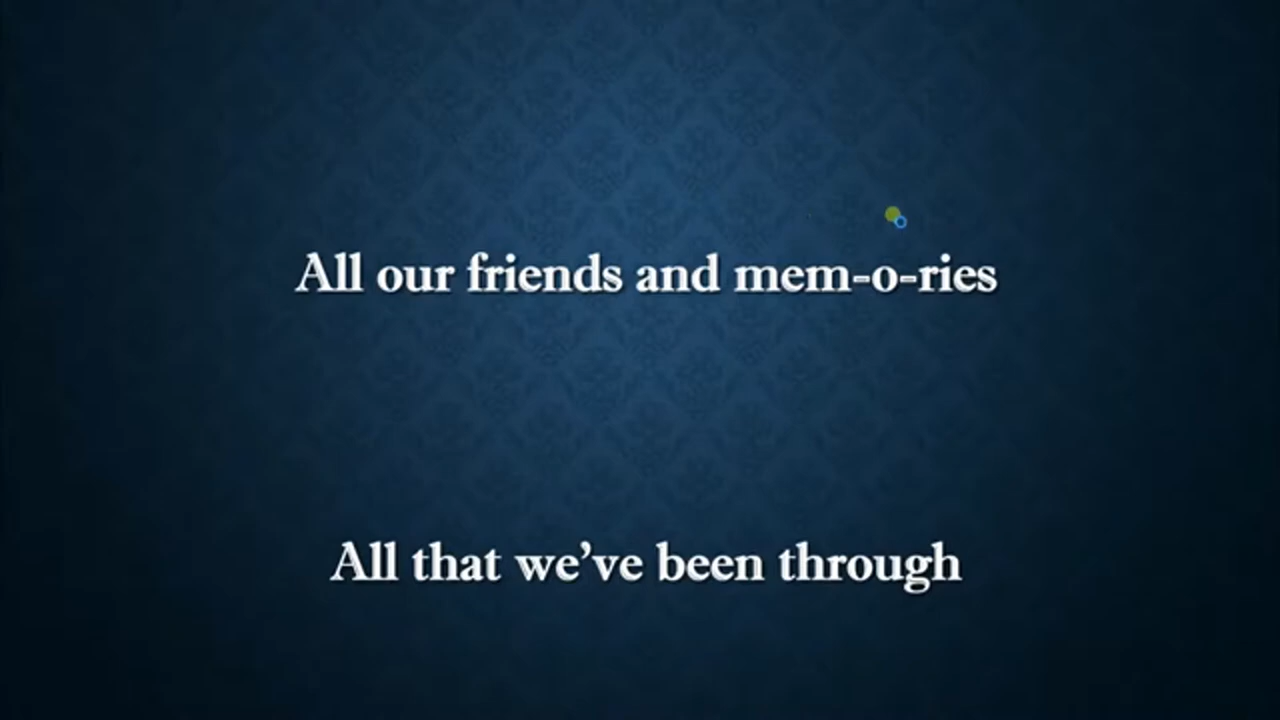 All our friends and mem-o-ries
All that we've been through